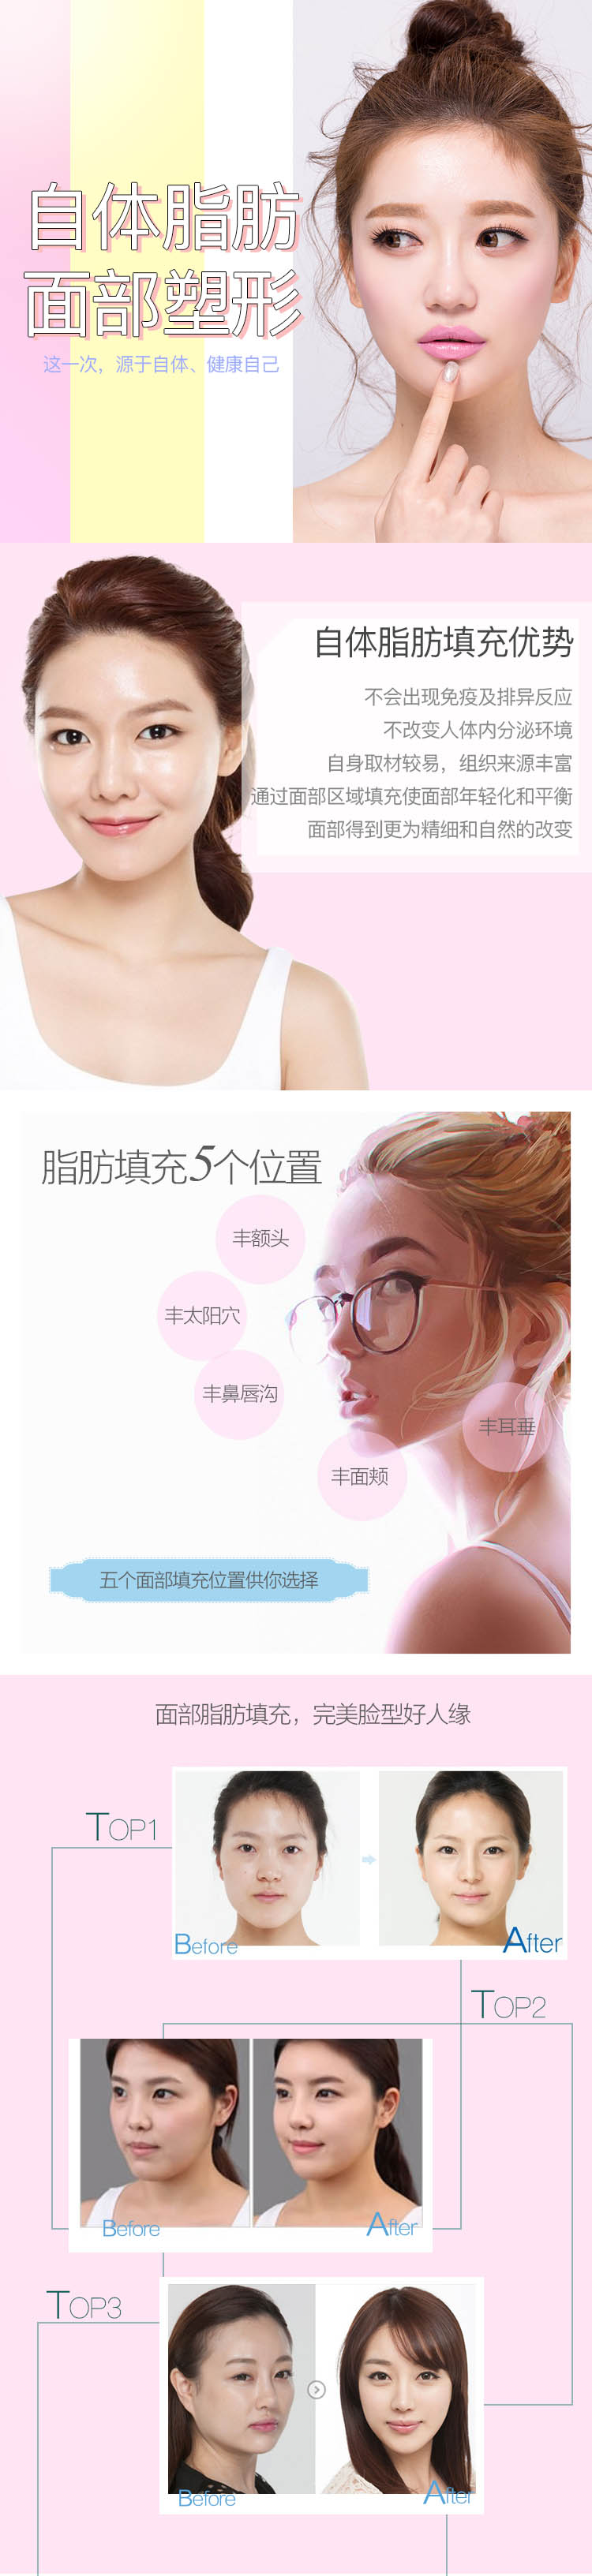 自体脂肪
面部塑形
这一次，源于自体、健康自己
自体脂肪填充优势
不会出现免疫及排异反应
不改变人体内分泌环境
自身取材较易，组织来源丰富
通过面部区域填充使面部年轻化和平衡
面部得到更为精细和自然的改变
脂肪填充5个位置
丰额头
丰太阳穴
丰鼻唇沟
丰耳垂
丰面颊
五个面部填充位置供你选择
面部脂肪填充，完美脸型好人缘
TOP1
Before
After
TOP2
Before
After
TOP3
Before
After